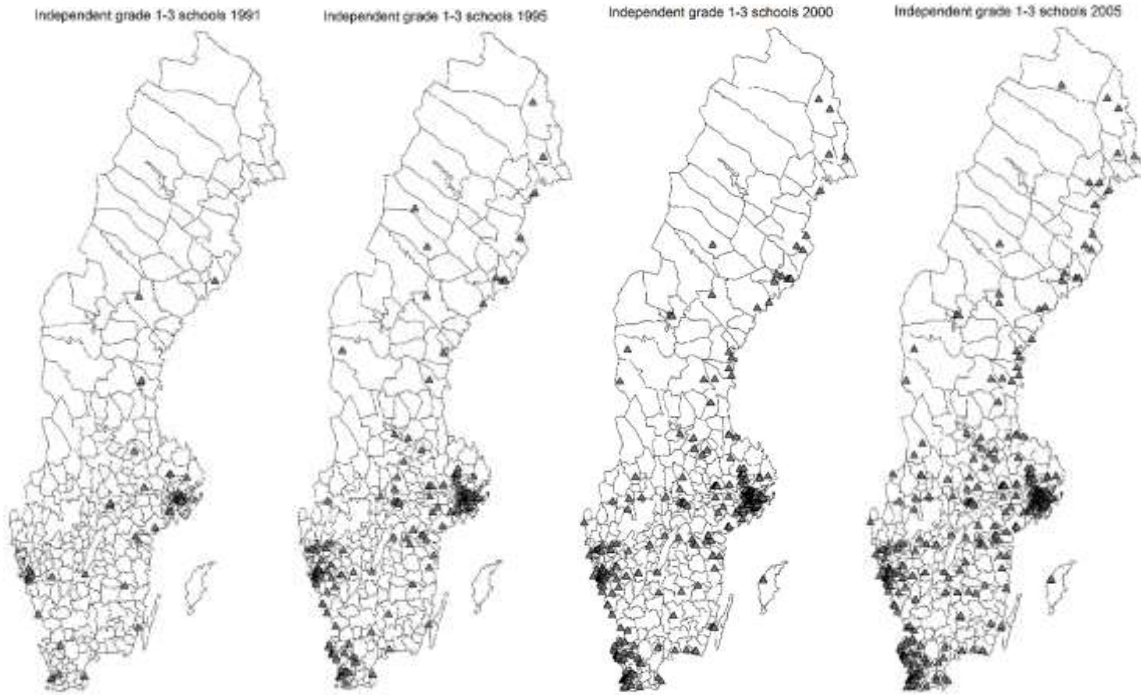 Independent grade 1-3 schools 1991
Independent grade 1-3 schools 1995
Independent grade 1-3 schools 2000
Independent grade 1-3 schools 2005